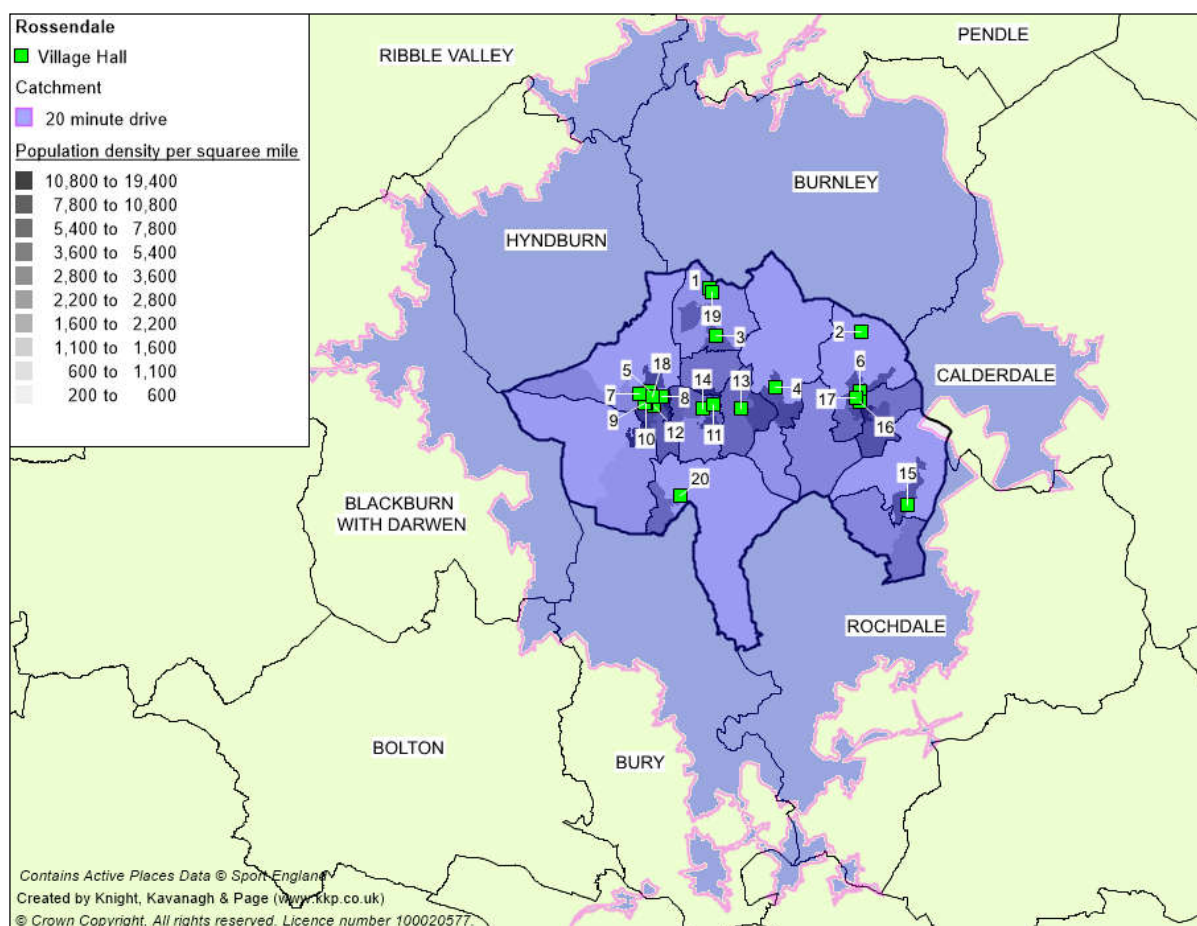 Rossendale
Village Hall
Catchment
20 minute drive
Population density per squaree mile
10,800 to 19,400
7,800 to 10,800
5,400 to 7,800
3,600 to 5,400
2,800 to 3,600
2,200 to 2,800
1,600 to 2,200
1,100 to 1,600
600 to 1,100
200 to 600
RIBBLE VALLEY
PENDLE
BURNLEY
HYNDBURN
1
19
3
2
5
18
14
13
4
6
CALDERDALE
7
8
17
9
10
12
11
16
15
20
BLACKBURN
WITH DARWEN
ROCHDALE
BOLTON
BURY
Contains Active Places Data © Sport England
Created by Knight, Kavanagh & Page (www.kkp.co.uk)
© Crown Copyright. All rights reserved. Licence number 100020577.